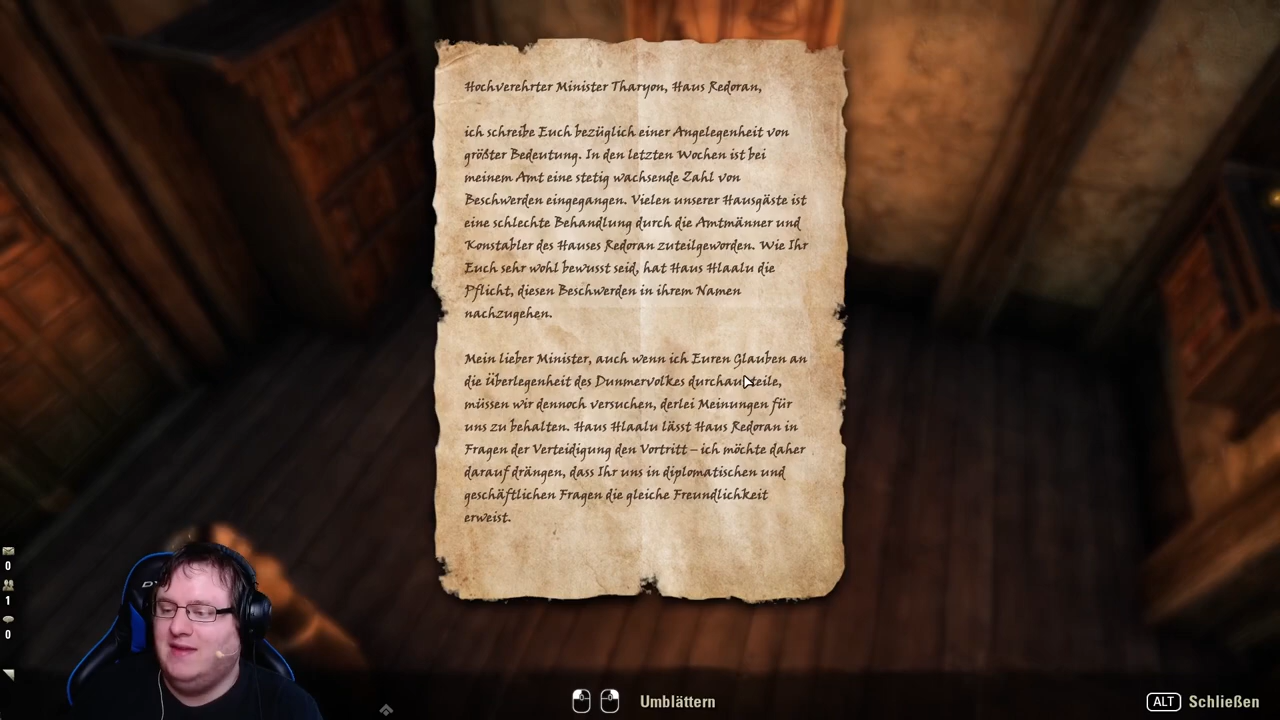 Hochverehrter Minister Tharyon, Haus Redoran,
ich schreibe Euch bezüglich einer Angelegenheit von
größter Bedeutung. In den letzten Wochen ist bei
meinem Amt eine stetig wachsende Zahl von
Beschwerden eingegangen. Vielen unserer Hausgäste ist
eine schlechte Behandlung durch die Amtmänner und
Konstabler des Hauses Redoran zuteilgeworden. Wie Ihr
Euch sehr wohl bewusst seid, hat Haus Hlaalu die
Pflicht, diesen Beschwerden in ihrem Namen
nachzugehen.
Mein lieber Minister, auch wenn ich Euren Glauben an
die Überlegenheit des Dunmervolkes teile,
müssen wir dennoch versuchen, derlei Meinungen für
uns zu behalten. Haus Hlaalu lässt Haus Redoran in
Fragen der Verteidigung den Vortritt – ich möchte daher
darauf drängen, dass Ihr uns in diplomatischen und
geschäftlichen Fragen die gleiche Freundlichkeit
erweist.
0
1
0
Umblättern
ALT Schließen